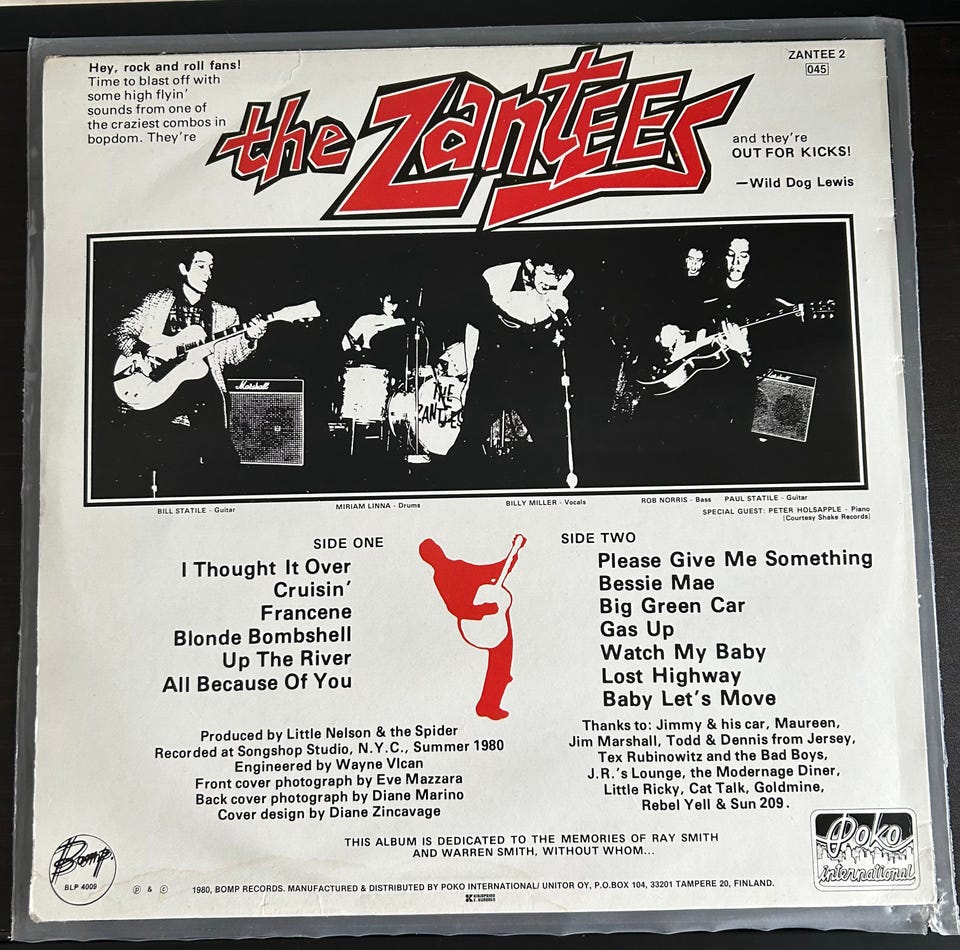 Hey, rock and roll fans!
Time to blast off with
some high flyin'
sounds from one of
the craziest combos in
bopdom. They're
the Zantees
ZANTEE 2
045
and they're
OUT FOR KICKS!
—Wild Dog Lewis
Marshall
THE
ZANTEES
Marshall
BILL STATILE - Guitar
MIRIAM LINNA - Drums
BILLY MILLER - Vocals
ROB NORRIS - Bass PAUL STATILE - Guitar
SPECIAL GUEST: PETER HOLSAPPLE - Piano
(Courtesy Shake Records)
SIDE ONE
I Thought It Over
Cruisin'
Francene
Blonde Bombshell
Up The River
All Because Of You
SIDE TWO
Please Give Me Something
Bessie Mae
Big Green Car
Gas Up
Watch My Baby
Lost Highway
Baby Let's Move
Produced by Little Nelson & the Spider
Recorded at Songshop Studio, N.Y.C., Summer 1980
Engineered by Wayne Vlcan
Front cover photograph by Eve Mazzara
Back cover photograph by Diane Marino
Cover design by Diane Zincavage
Thanks to: Jimmy & his car, Maureen,
Jim Marshall, Todd & Dennis from Jersey,
Tex Rubinowitz and the Bad Boys,
J.R.'s Lounge, the Modernage Diner,
Little Ricky, Cat Talk, Goldmine,
Rebel Yell & Sun 209.
THIS ALBUM IS DEDICATED TO THE MEMORIES OF RAY SMITH
AND WARREN SMITH, WITHOUT WHOM...
Bomp
BLP 4009
℗ & © 1980, BOMP RECORDS. MANUFACTURED & DISTRIBUTED BY POKO INTERNATIONAL/ UNITOR OY, P.O.BOX 104, 33201 TAMPERE 20, FINLAND.
Poko
international